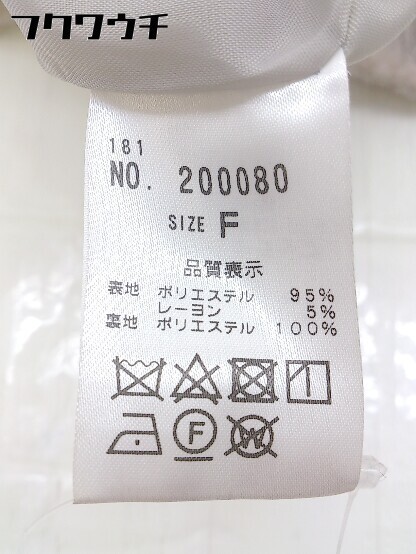 フクワウチ
181
NO. 200080
SIZE F
品質表示
表地 ポリエステル 95%
レーヨン 5%
裏地 ポリエステル 100%
F
W